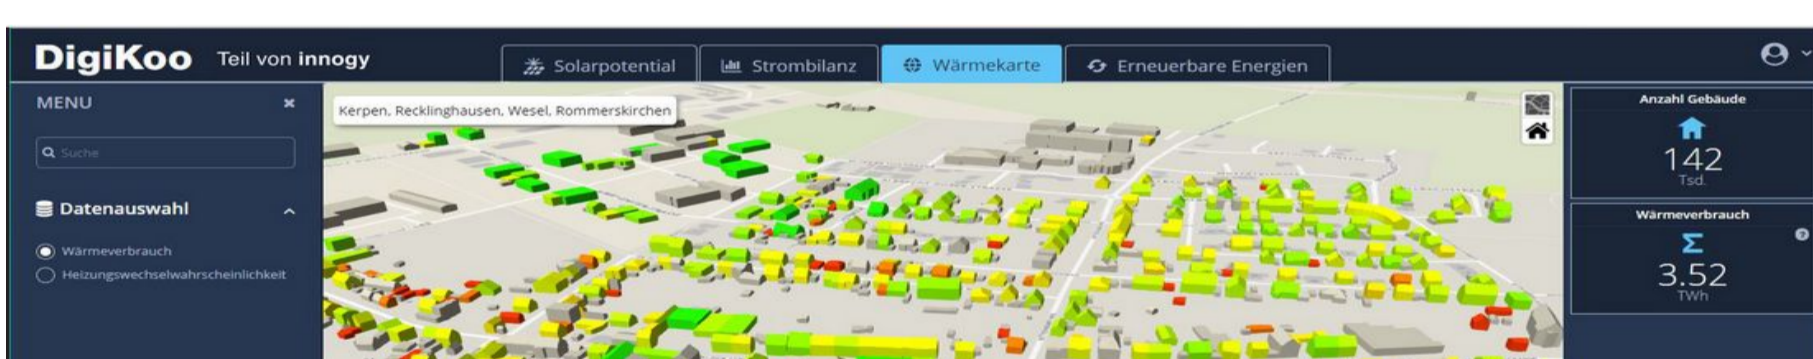 DigiKoo Teil von innogy
Solarpotential
Strombilanz
Wärmekarte
Erneuerbare Energien
MENU
Suche
Datenauswahl
Wärmeverbrauch
Heizungswechselwahrscheinlichkeit
Kerpen, Recklinghausen, Wesel, Rommerskirchen
Anzahl Gebäude
142
Tsd.
Wärmeverbrauch
Σ
3.52
TWh